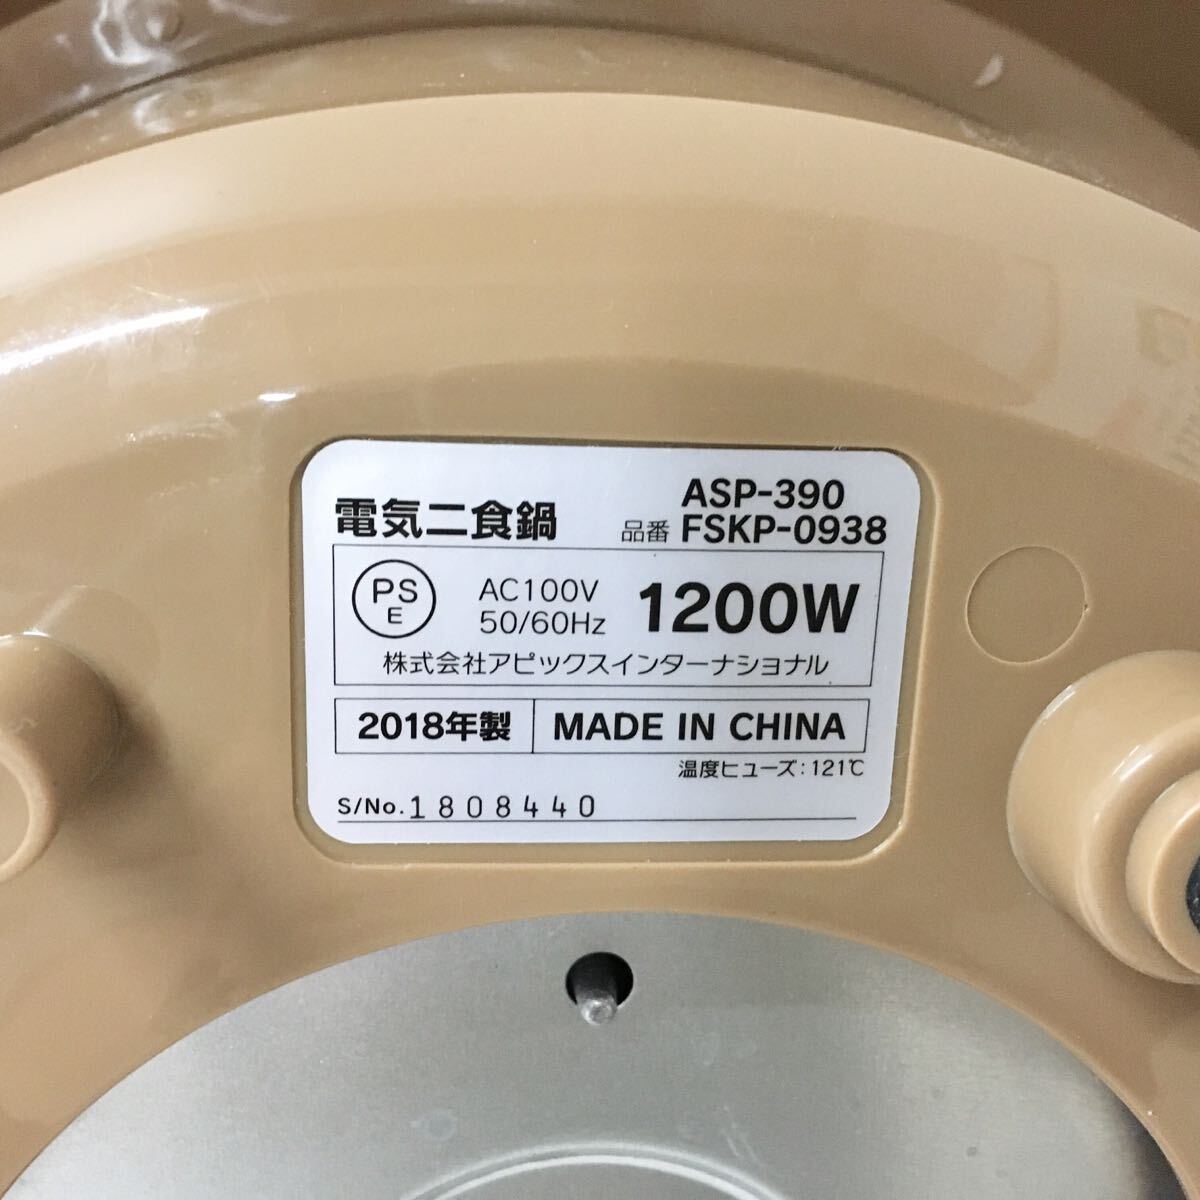 電気二食鍋
品番
ASP-390
FSKP-0938
PS
E
AC100V
50/60Hz
1200W
株式会社アピックスインターナショナル
2018年製
MADE IN CHINA
温度ヒューズ:121℃
S/No. 1808440